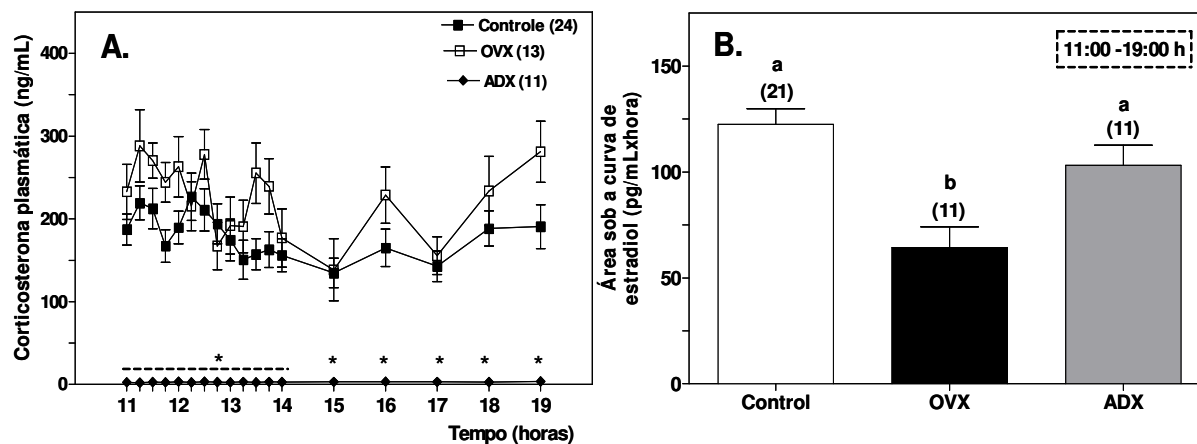 A.
Controle (24)
OVX (13)
ADX (11)
Corticosterona plasmática (ng/mL)
400
300
200
100
0
*
*
*
*
*
*
11
12
13
14
15
16
17
18
19
Tempo (horas)
B.
11:00 -19:00 h
Área sob a curva de
estradiol (pg/mLxhora)
150
100
50
0
a
(21)
b
(11)
a
(11)
Control
OVX
ADX